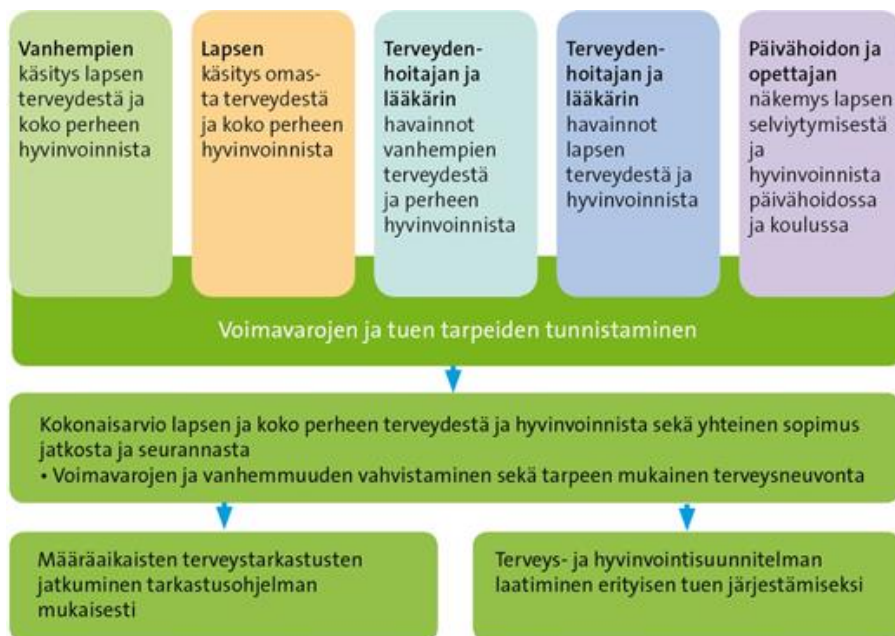 Vanhempien
käsitys lapsen
terveydestä ja
koko perheen
hyvinvoinnista
Lapsen
käsitys omas-
ta terveydestä
ja koko perheen
hyvinvoinnista
Terveyden-
hoitajan ja
lääkärin
havainnot
vanhempien
terveydestä
ja perheen
hyvinvoinnista
Terveyden-
hoitajan ja
lääkärin
havainnot
lapsen
terveydestä ja
hyvinvoinnista
Päivähoidon ja
opettajan
näkemys lapsen
selviytymisestä
ja
hyvinvoinnista
päivähoidossa
ja koulussa
Voimavarojen ja tuen tarpeiden tunnistaminen
Kokonaisarvio lapsen ja koko perheen terveydestä ja hyvinvoinnista sekä yhteinen sopimus
jatkosta ja seurannasta
• Voimavarojen ja vanhemmuuden vahvistaminen sekä tarpeen mukainen terveysneuvonta
Määräaikaisten terveystarkastusten
jatkuminen tarkastusohjelman
mukaisesti
Terveys- ja hyvinvointisuunnitelman
laatiminen erityisen tuen järjestämiseksi